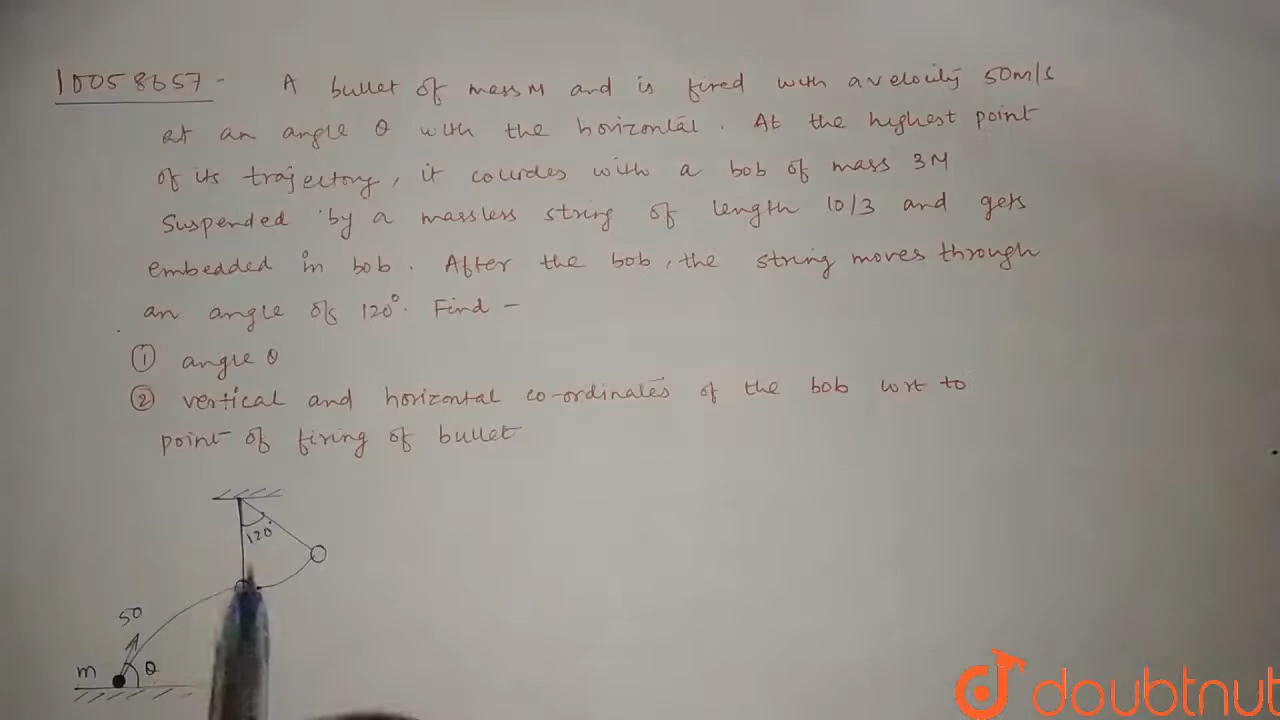 10058657- A bullet of mass M and is fired with a velocity 50m/s
at an angle θ with the horizontal. At the highest point
of its trajectory, it collides with a bob of mass 3M
suspended by a massless string of length 10/3 and gets
embedded in bob. After the bob, the string moves through
an angle of 120°. Find -
① angle θ
② vertical and horizontal co-ordinates of the bob wrt to
point of firing of bullet
120°
50
m θ
doubtnut